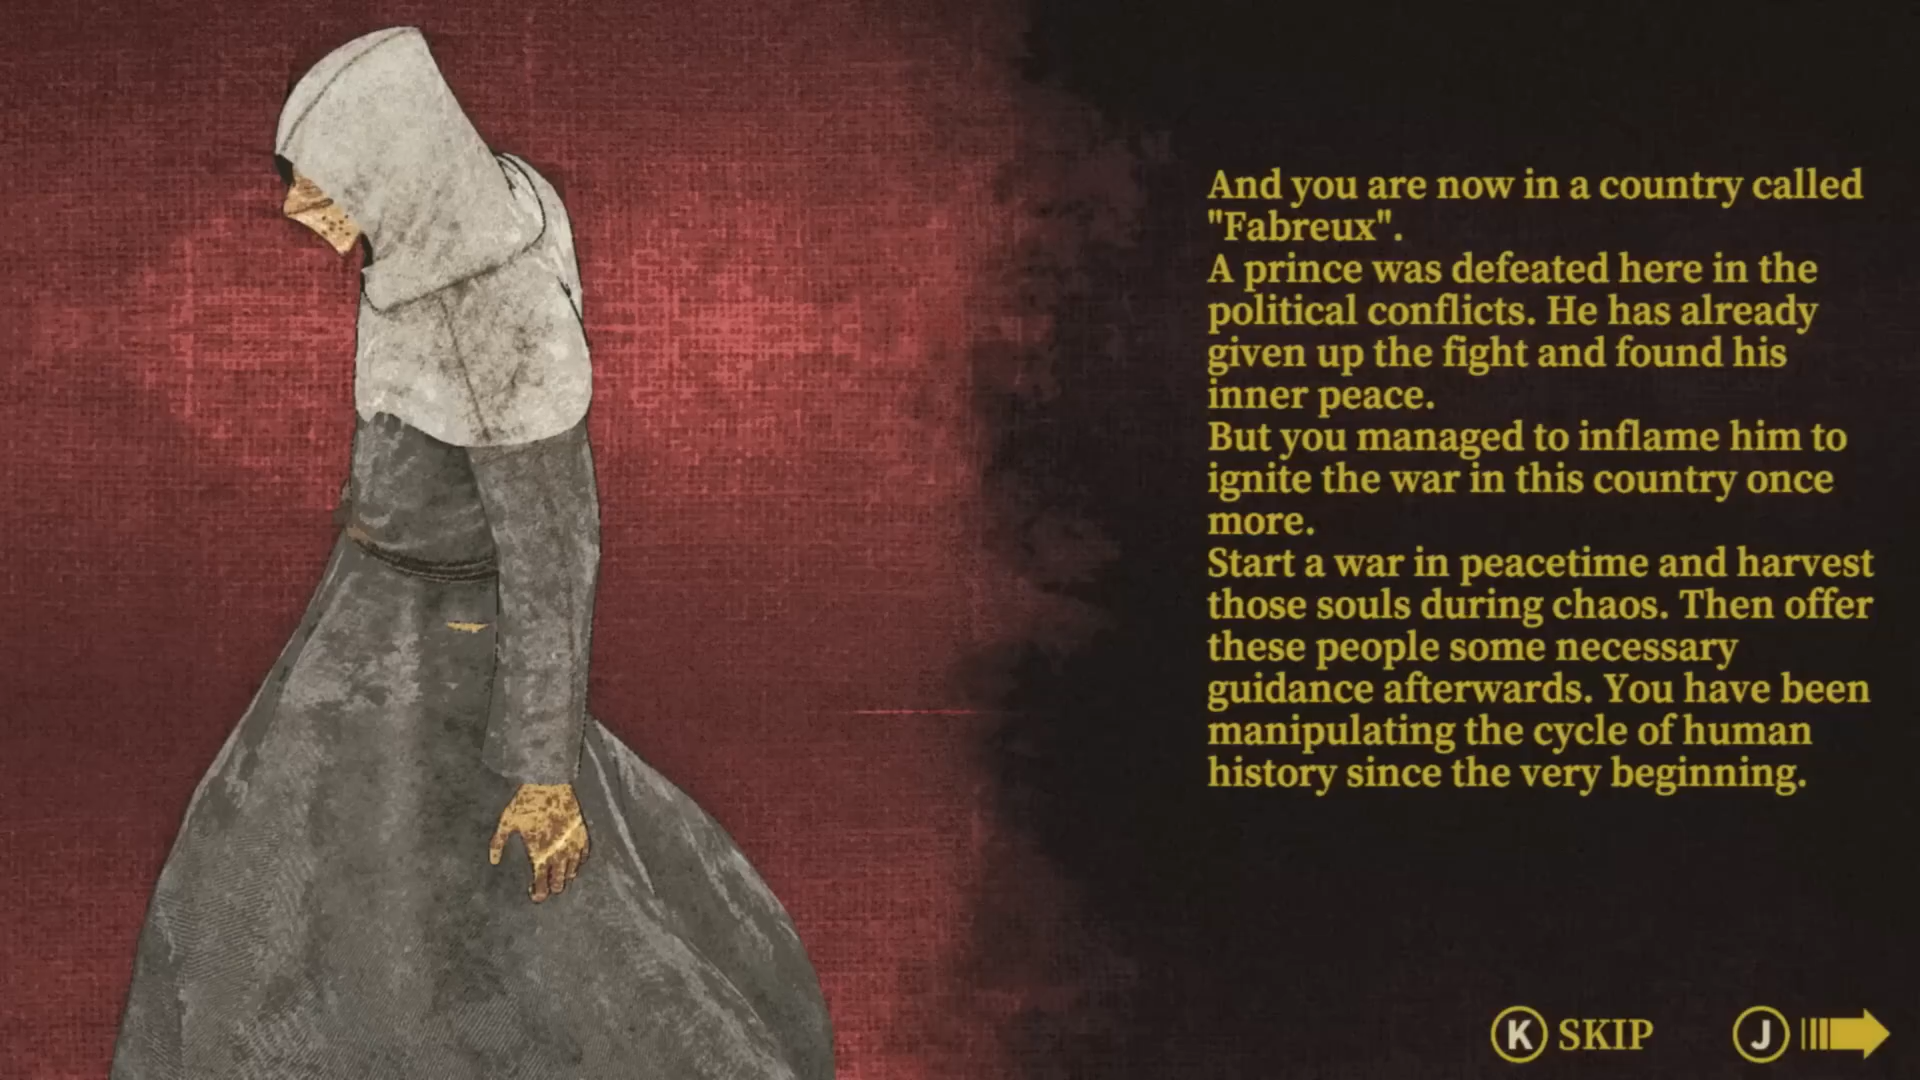 And you are now in a country called
"Fabreux".
A prince was defeated here in the
political conflicts. He has already
given up the fight and found his
inner peace.
But you managed to inflame him to
ignite the war in this country once
more.
Start a war in peacetime and harvest
those souls during chaos. Then offer
these people some necessary
guidance afterwards. You have been
manipulating the cycle of human
history since the very beginning.
K SKIP J